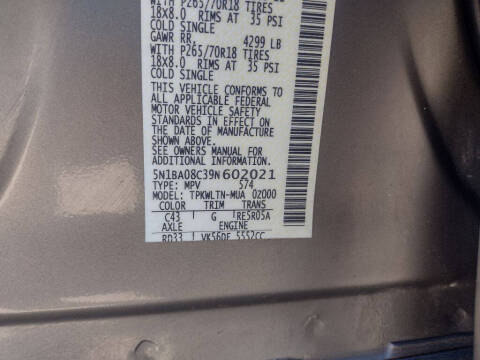 WITH P265/70R18 TIRES
18X8.0 RIMS AT 35 PSI
COLD SINGLE
GAWR RR. 4299 LB
WITH P265/70R18 TIRES
18X8.0 RIMS AT 35 PSI
COLD SINGLE
THIS VEHICLE CONFORMS TO
ALL APPLICABLE FEDERAL
MOTOR VEHICLE SAFETY
STANDARDS IN EFFECT ON
THE DATE OF MANUFACTURE
SHOWN ABOVE.
SEE OWNERS MANUAL FOR
ADDITIONAL INFORMATION.
5N1BA08C39N602021
TYPE: MPV 574
MODEL: TPKWLTN-MUA 02000
COLOR TRIM TRANS
C43 G RE5R05A
AXLE ENGINE
RD33 VK56DE 5552CC